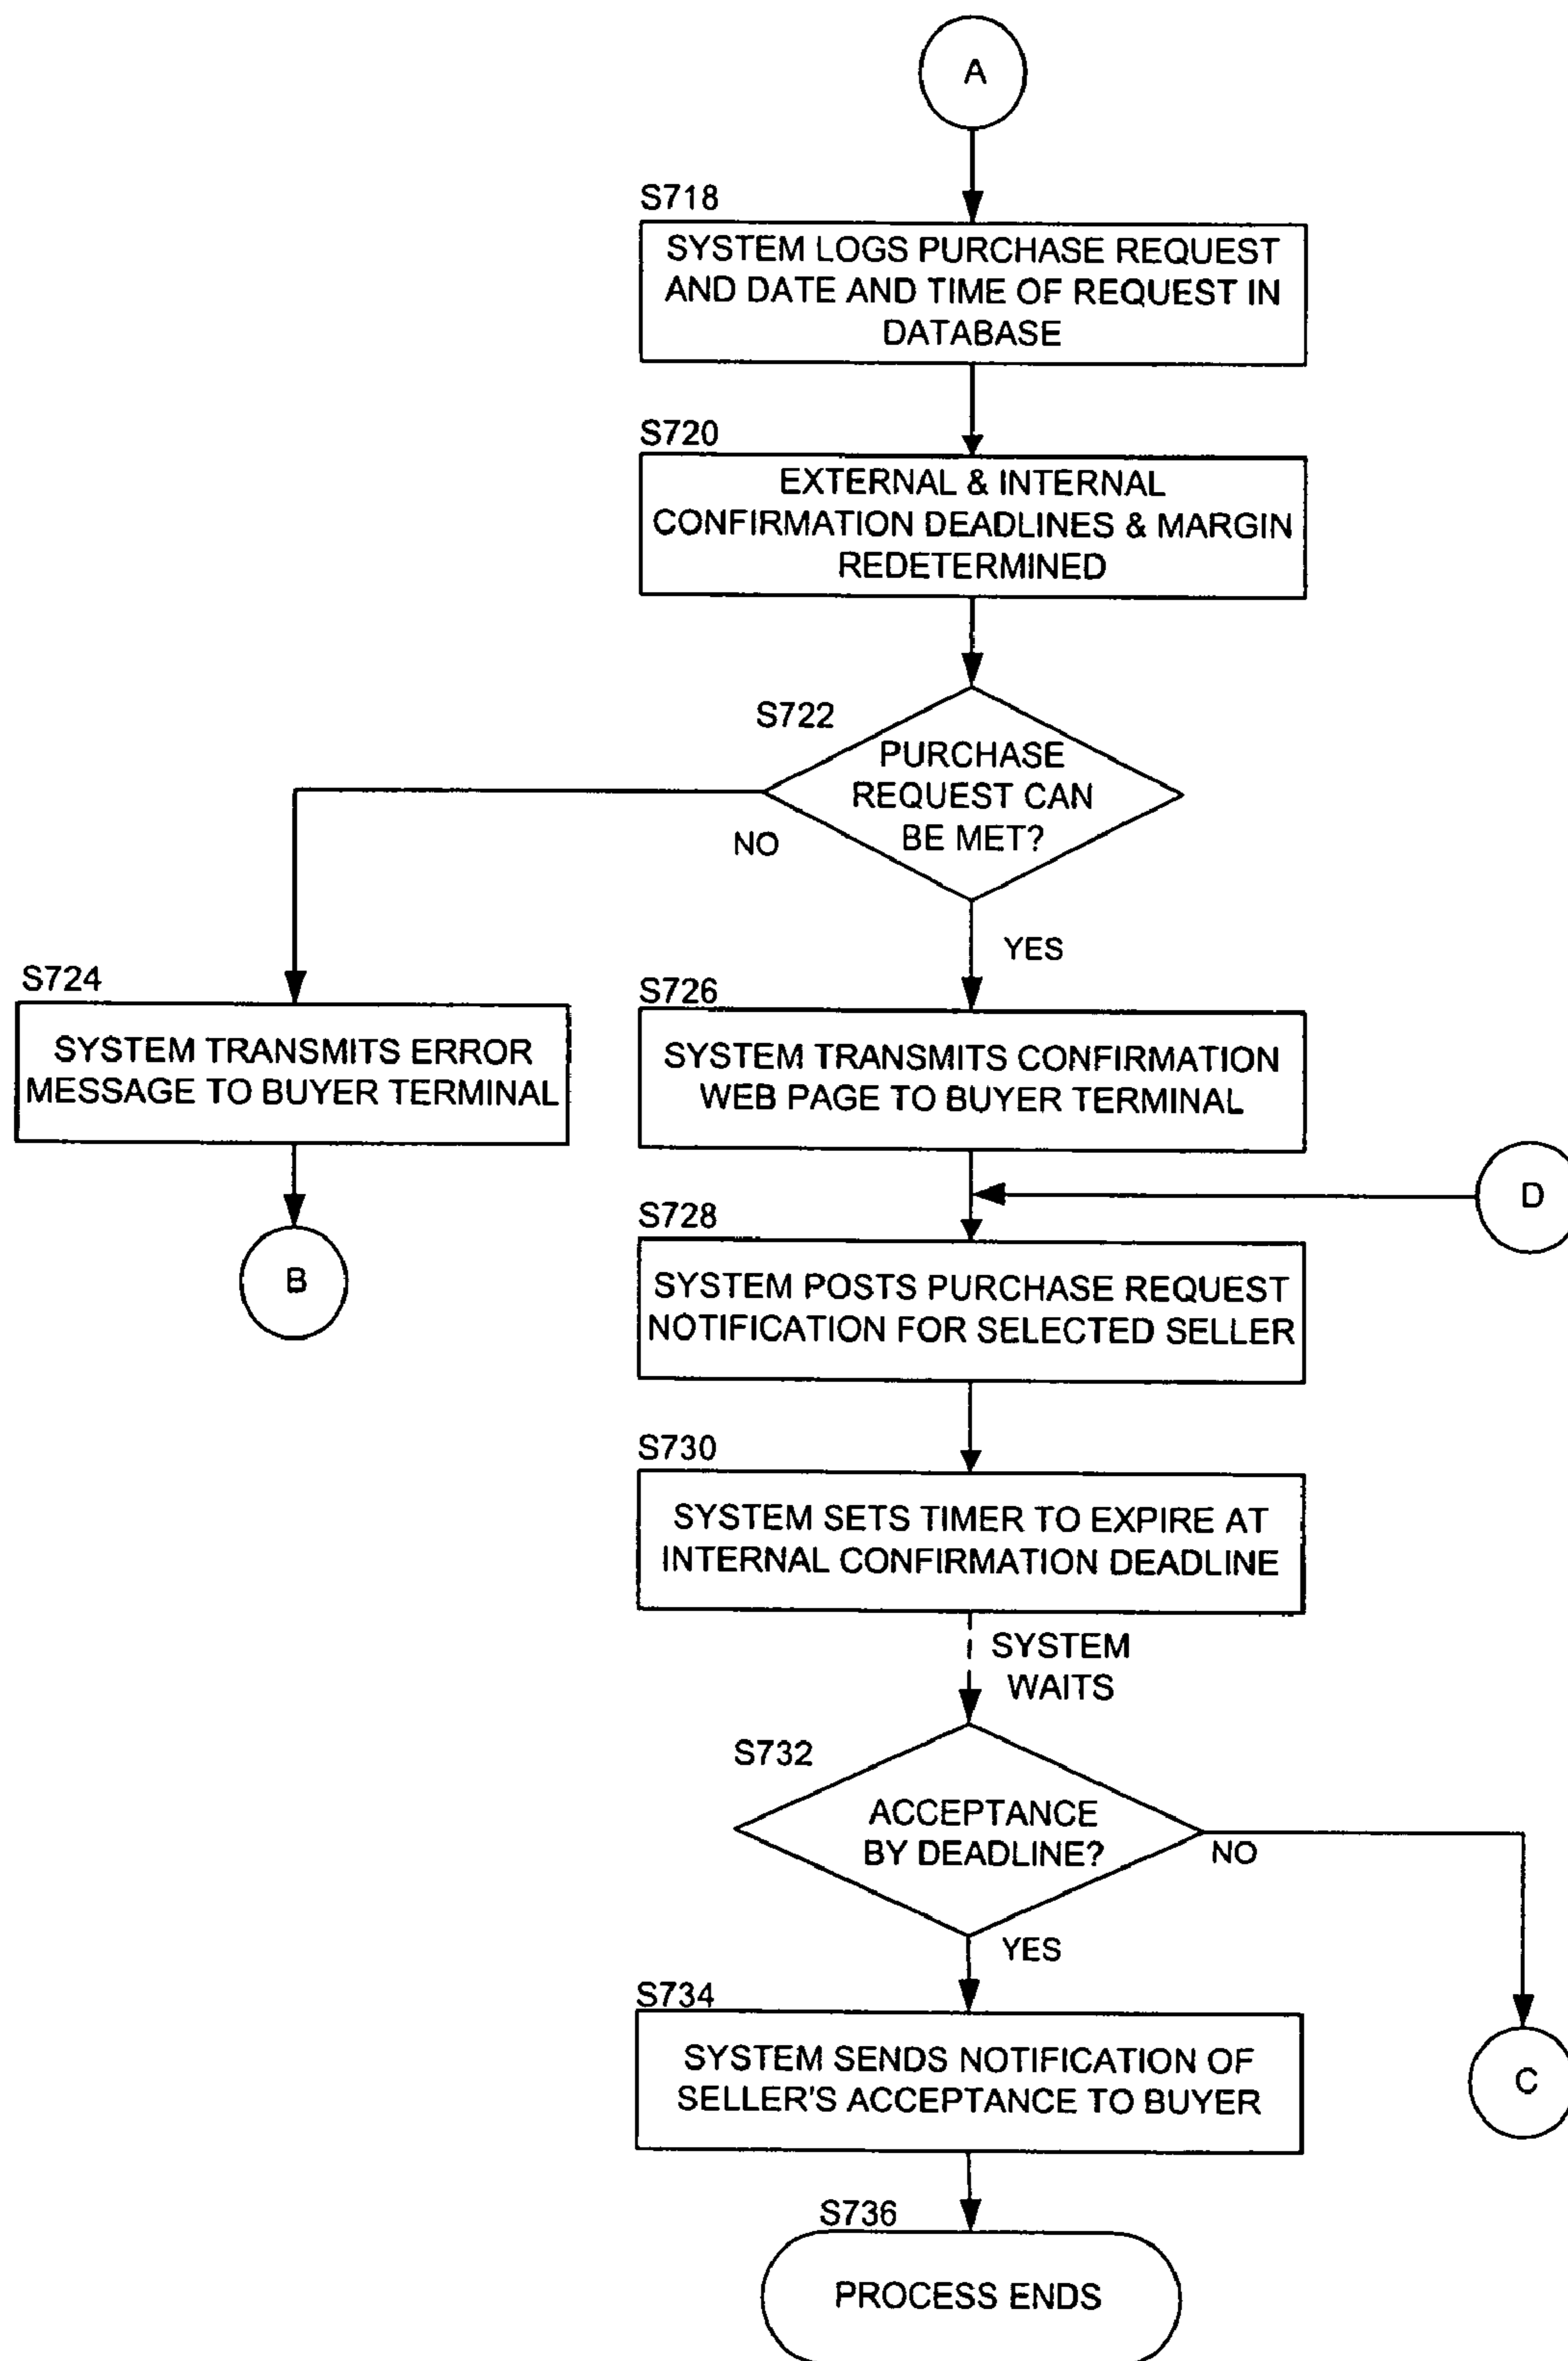 A
S718
SYSTEM LOGS PURCHASE REQUEST
AND DATE AND TIME OF REQUEST IN
DATABASE
S720
EXTERNAL & INTERNAL
CONFIRMATION DEADLINES & MARGIN
REDETERMINED
S722
PURCHASE
REQUEST CAN
BE MET?
NO
YES
S724
SYSTEM TRANSMITS ERROR
MESSAGE TO BUYER TERMINAL
B
S726
SYSTEM TRANSMITS CONFIRMATION
WEB PAGE TO BUYER TERMINAL
D
S728
SYSTEM POSTS PURCHASE REQUEST
NOTIFICATION FOR SELECTED SELLER
S730
SYSTEM SETS TIMER TO EXPIRE AT
INTERNAL CONFIRMATION DEADLINE
SYSTEM
WAITS
S732
ACCEPTANCE
BY DEADLINE?
NO
YES
C
S734
SYSTEM SENDS NOTIFICATION OF
SELLER'S ACCEPTANCE TO BUYER
S736
PROCESS ENDS